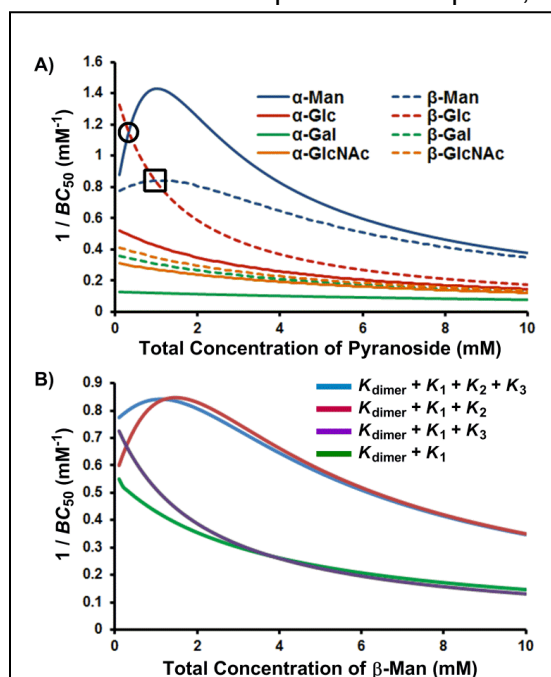 A)
1.6
1.4
1.2
1
0.8
0.6
0.4
0.2
0
1 / BC50 (mM-1)
α-Man β-Man
α-Glc β-Glc
α-Gal β-Gal
α-GlcNAc β-GlcNAc
0 2 4 6 8 10
Total Concentration of Pyranoside (mM)
B)
0.9
0.8
0.7
0.6
0.5
0.4
0.3
0.2
0.1
0
1 / BC50 (mM-1)
Kdimer + K1 + K2 + K3
Kdimer + K1 + K2
Kdimer + K1 + K3
Kdimer + K1
0 2 4 6 8 10
Total Concentration of β-Man (mM)